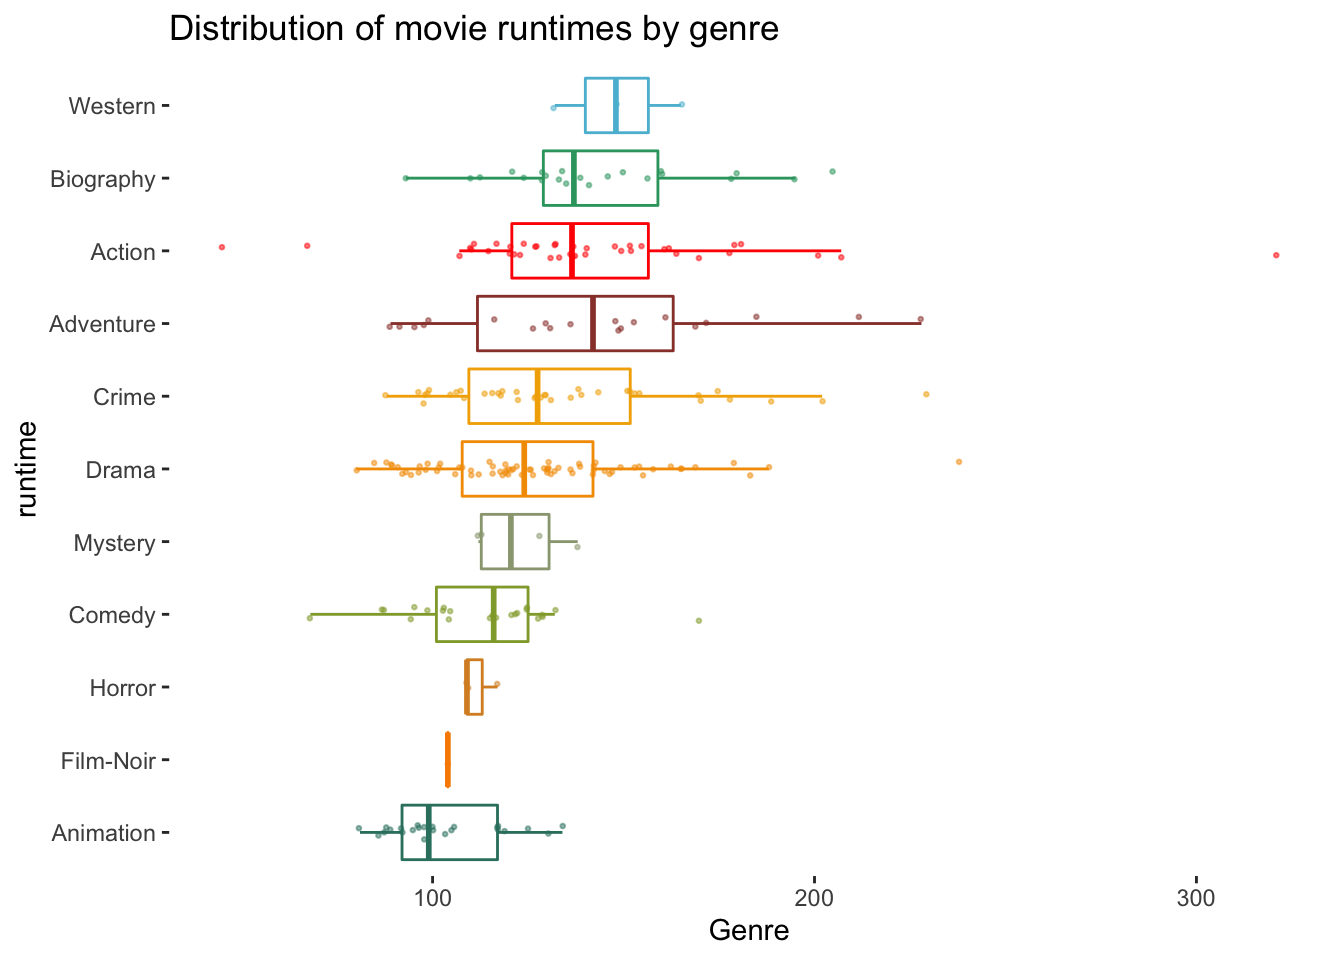 Distribution of movie runtimes by genre
Western
Biography
Action
Adventure
Crime
Drama
Mystery
Comedy
Horror
Film-Noir
Animation
runtime
100
200
300
Genre